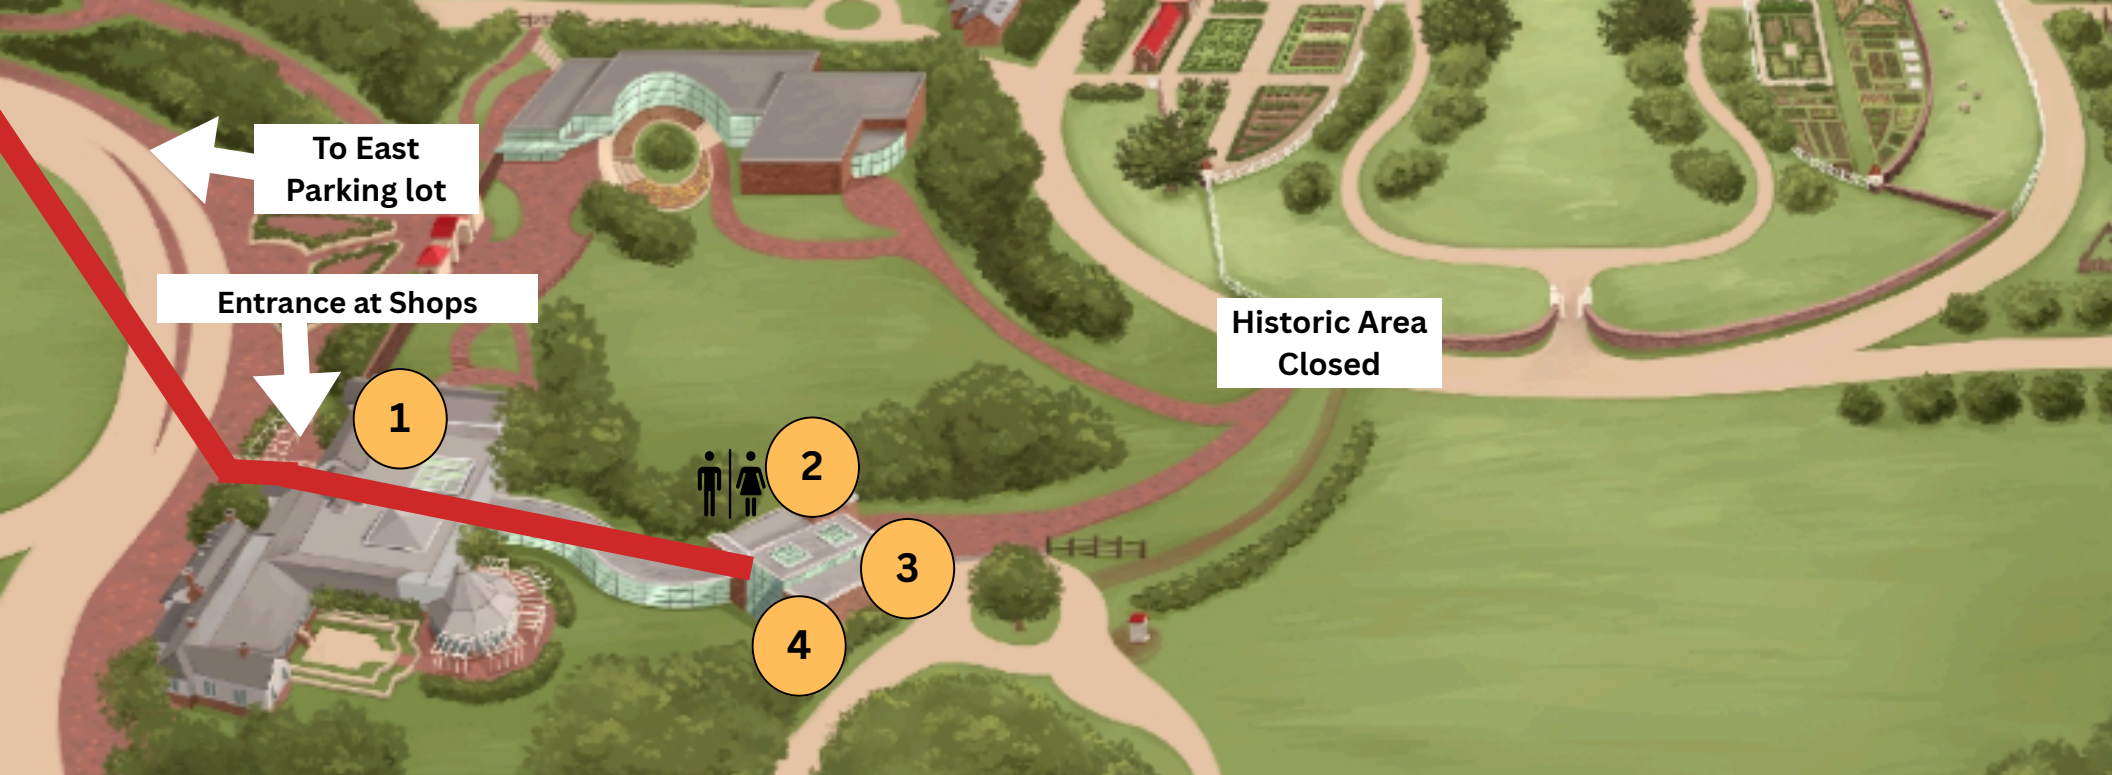 To East
Parking lot
Entrance at Shops
Historic Area
Closed
1
2
3
4